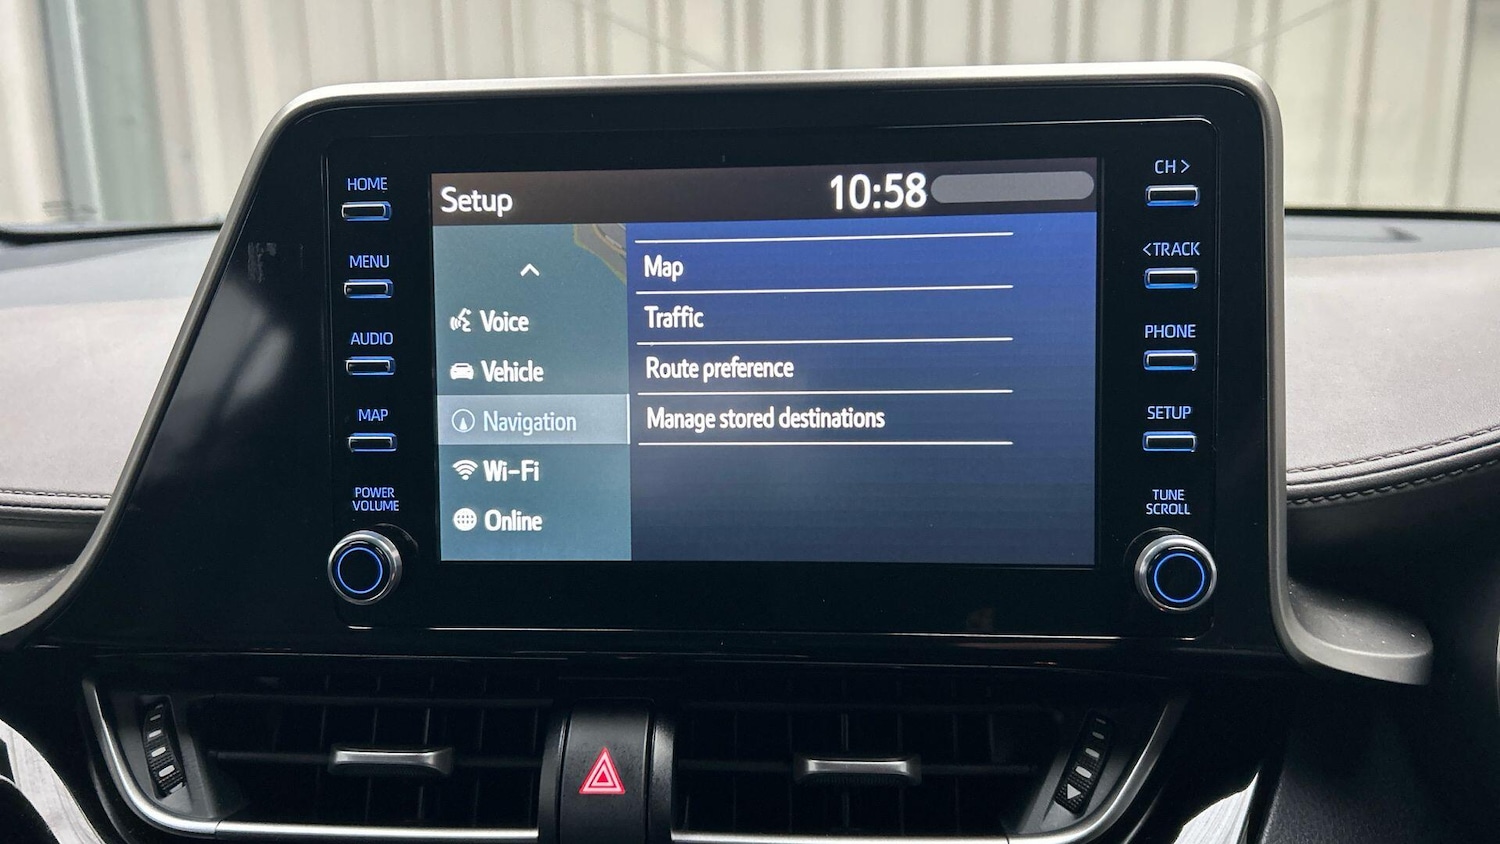 HOME
MENU
AUDIO
MAP
POWER
VOLUME
Setup
10:58
Voice
Vehicle
Navigation
Wi-Fi
Online
Map
Traffic
Route preference
Manage stored destinations
CH >
<TRACK
PHONE
SETUP
TUNE
SCROLL